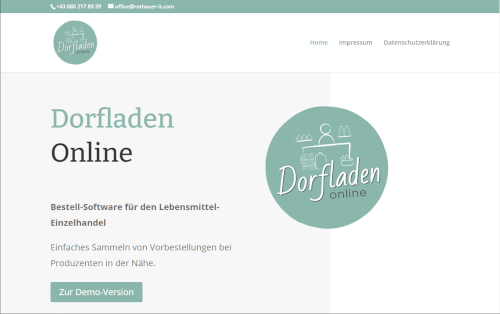 +43 680 217 89 39 office@rothauer-it.com
Dorfladen
online
Home Impressum Datenschutzerklärung
Dorfladen
Online
Dorfladen
online
Bestell-Software für den Lebensmittel-
Einzelhandel
Einfaches Sammeln von Vorbestellungen bei
Produzenten in der Nähe.
Zur Demo-Version